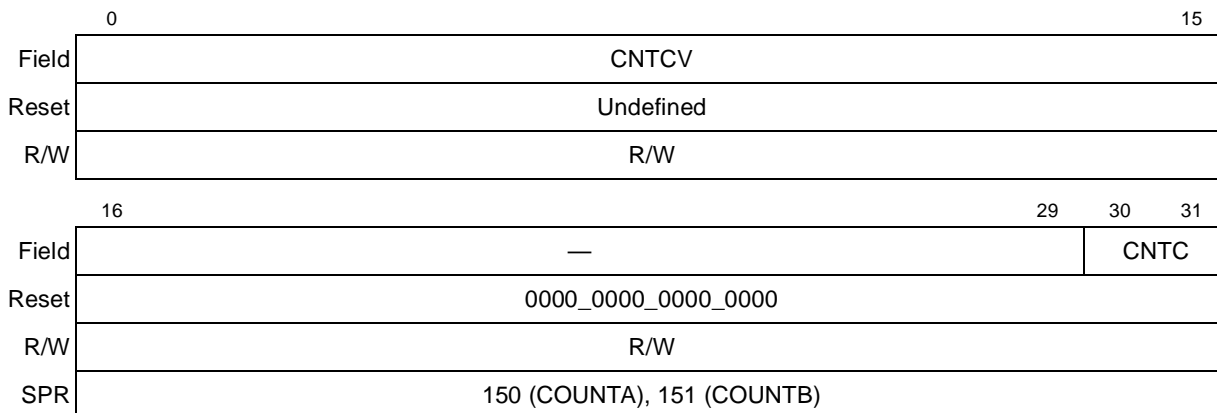 0 15
Field CNTCV
Reset Undefined
R/W R/W
16 29 30 31
Field — CNTC
Reset 0000_0000_0000_0000
R/W R/W
SPR 150 (COUNTA), 151 (COUNTB)